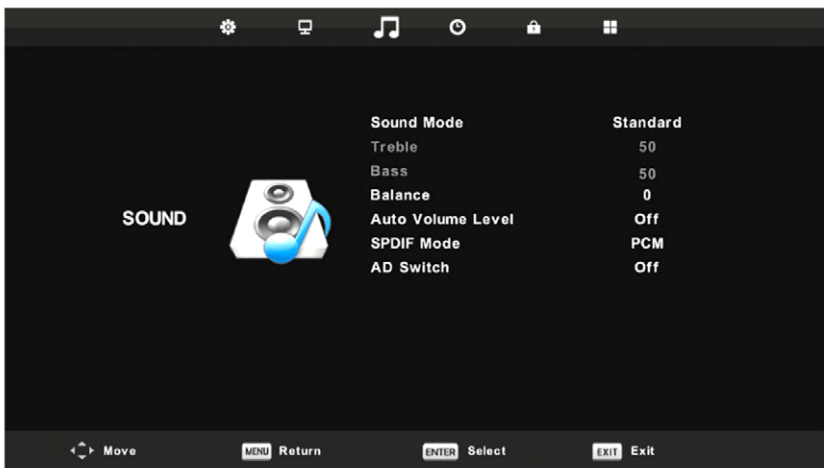 Sound Mode Standard
Treble 50
Bass 50
Balance 0
SOUND
Auto Volume Level Off
SPDIF Mode PCM
AD Switch Off
Move MENU Return ENTER Select EXIT Exit